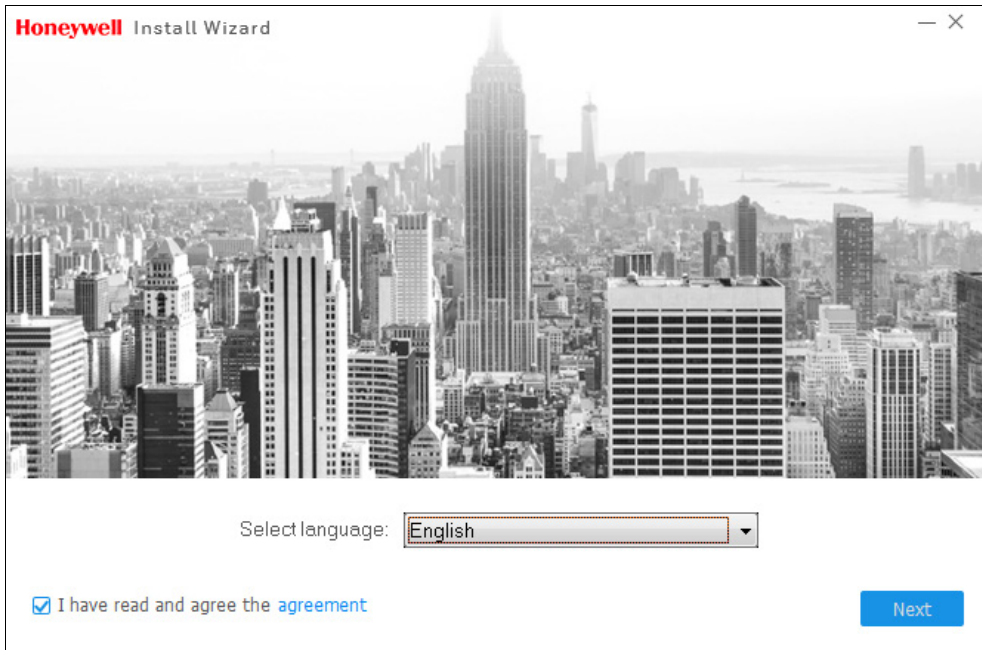 Honeywell Install Wizard
Select language: English
I have read and agree the agreement
Next